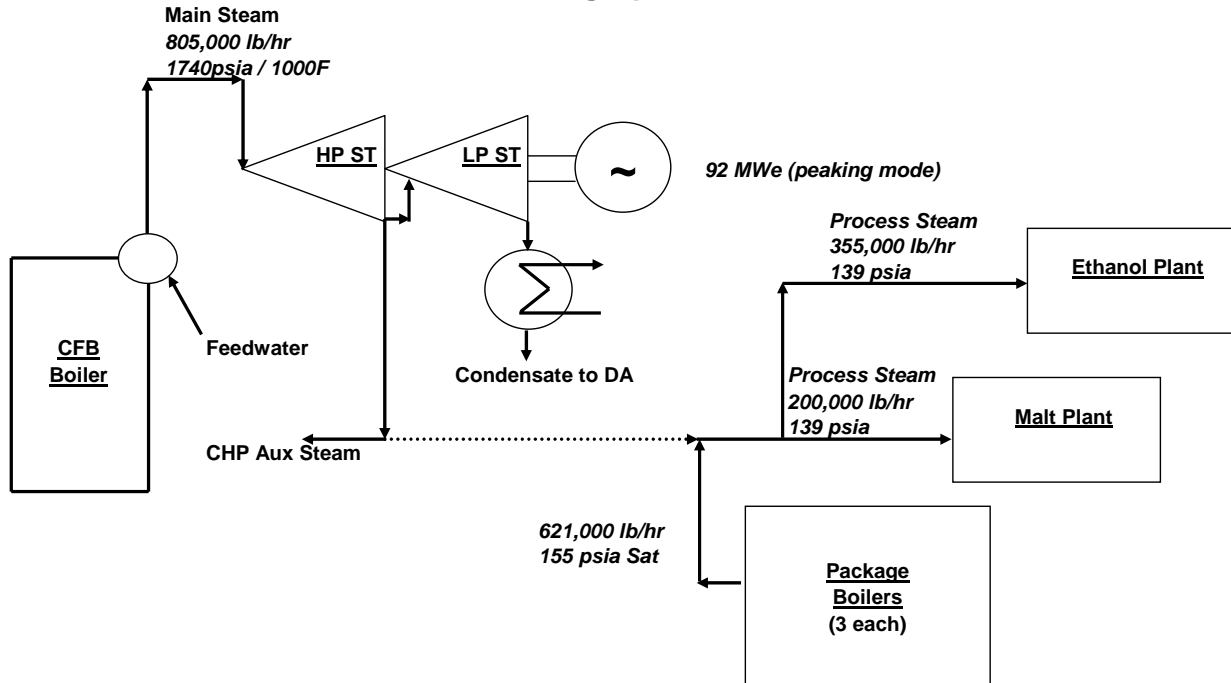 Main Steam
805,000 lb/hr
1740psia / 1000F
HP ST
LP ST
~
92 MWe (peaking mode)
Process Steam
355,000 lb/hr
139 psia
Ethanol Plant
CFB
Boiler
Feedwater
Condensate to DA
Process Steam
200,000 lb/hr
139 psia
Malt Plant
CHP Aux Steam
621,000 lb/hr
155 psia Sat
Package
Boilers
(3 each)